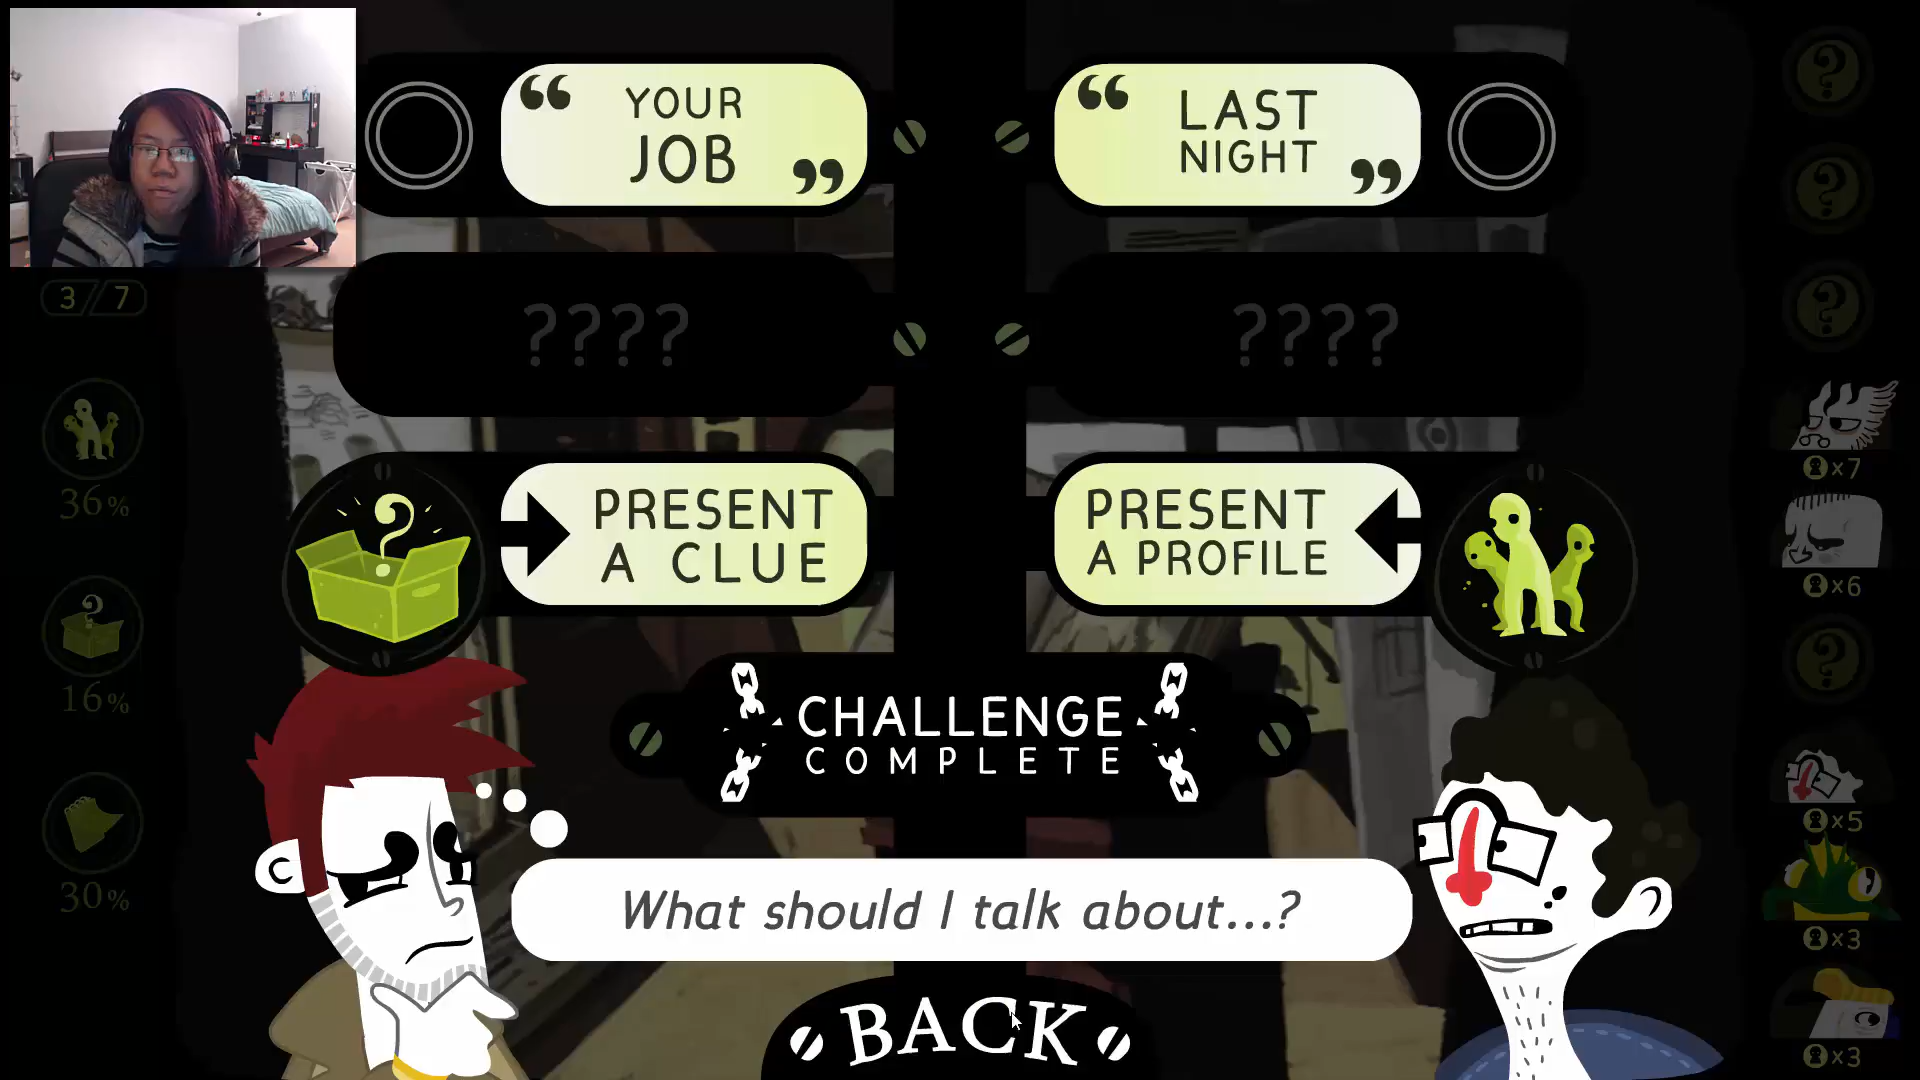 “ YOUR
JOB ”
“ LAST
NIGHT ”
3/7
????
????
36%
PRESENT
A CLUE
PRESENT
A PROFILE
x7
x6
16%
CHALLENGE
COMPLETE
x5
30%
What should I talk about...?
x3
BACK
x3